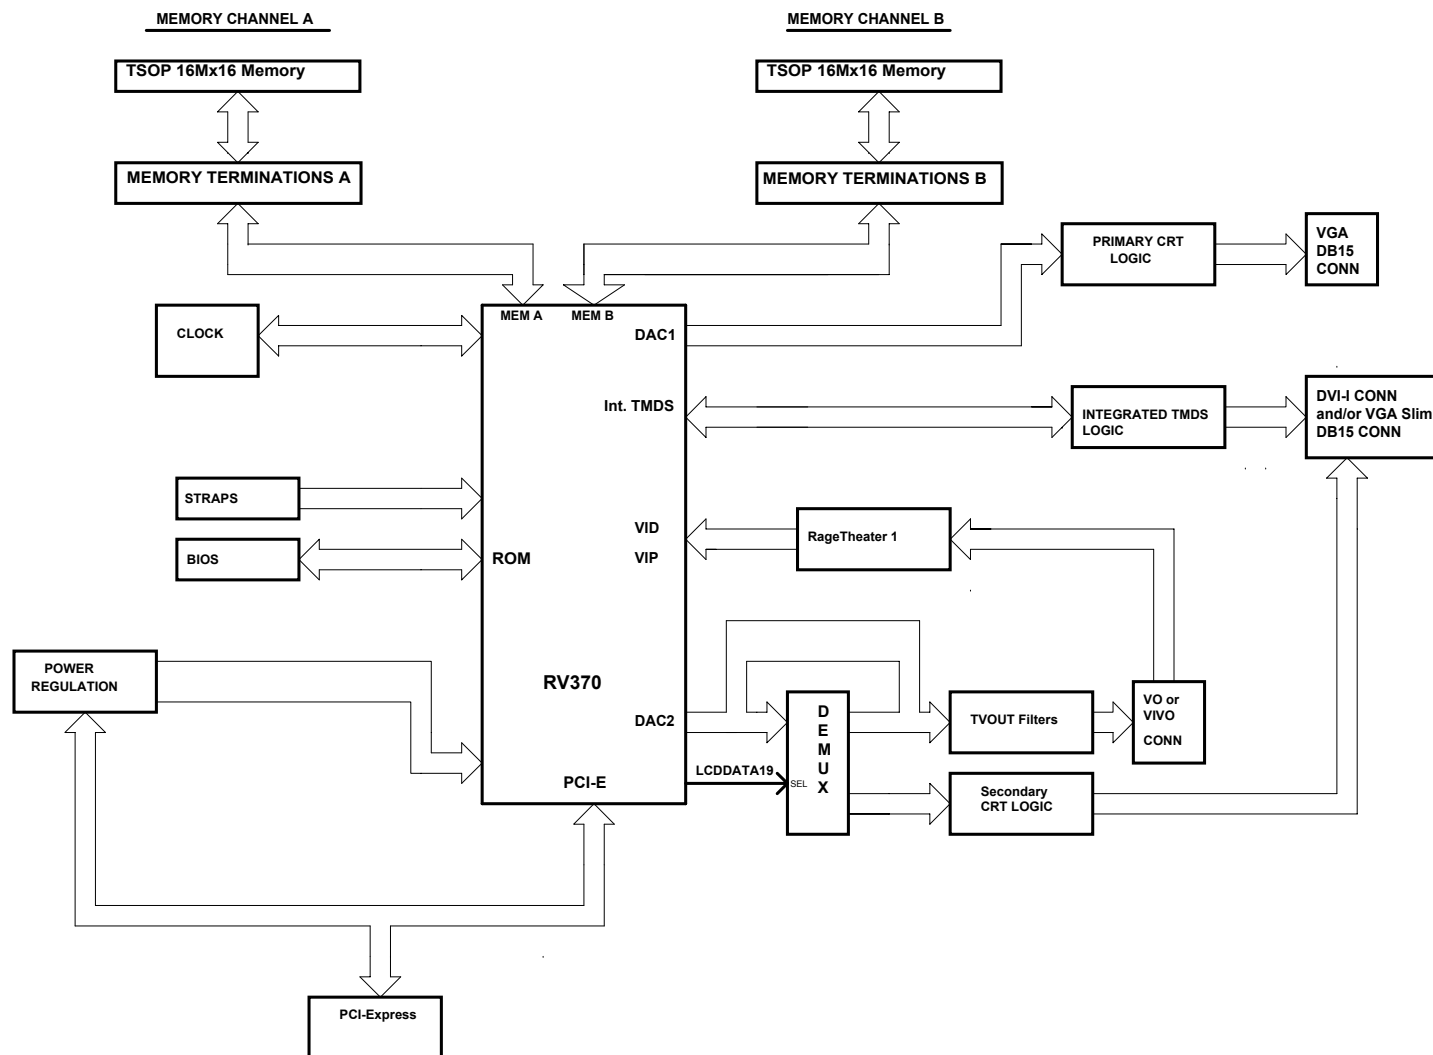 MEMORY CHANNEL A
MEMORY CHANNEL B
TSOP 16Mx16 Memory
TSOP 16Mx16 Memory
MEMORY TERMINATIONS A
MEMORY TERMINATIONS B
PRIMARY CRT
LOGIC
VGA
DB15
CONN
CLOCK
MEM A
MEM B
DAC1
Int. TMDS
INTEGRATED TMDS
LOGIC
DVI-I CONN
and/or VGA Slim
DB15 CONN
STRAPS
BIOS
ROM
VID
VIP
RageTheater 1
POWER
REGULATION
RV370
DAC2
D
E
M
U
X
SEL
LCDDATA19
TVOUT Filters
VO or
VIVO
CONN
Secondary
CRT LOGIC
PCI-E
PCI-Express